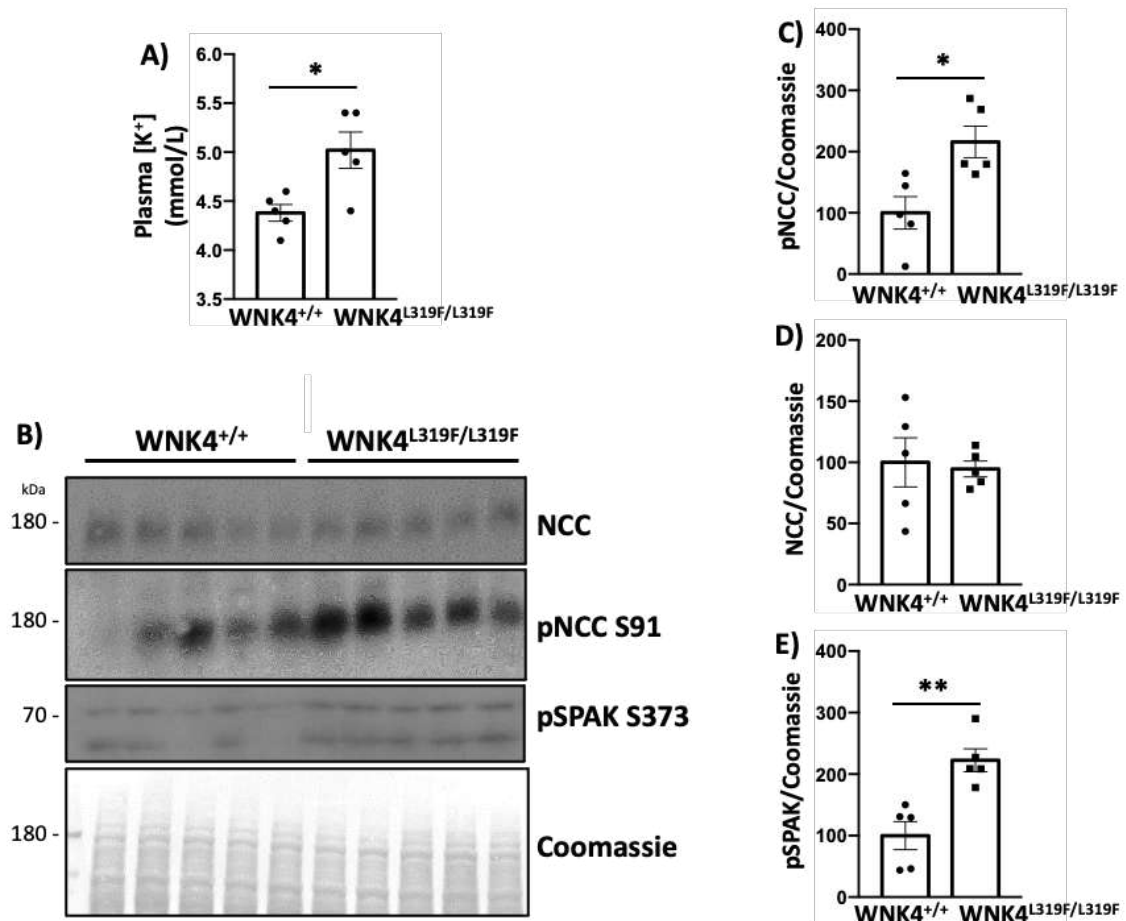 A)
Plasma [K⁺]
(mmol/L)
6.0
5.5
5.0
4.5
4.0
3.5
*
WNK4⁺/⁺ WNK4ᴸ³¹⁹ᶠ/ᴸ³¹⁹ᶠ
B)
WNK4⁺/⁺ WNK4ᴸ³¹⁹ᶠ/ᴸ³¹⁹ᶠ
kDa
180 - NCC
180 - pNCC S91
70 - pSPAK S373
180 - Coomassie
C)
pNCC/Coomassie
400
300
200
100
0
*
WNK4⁺/⁺ WNK4ᴸ³¹⁹ᶠ/ᴸ³¹⁹ᶠ
D)
NCC/Coomassie
200
150
100
50
0
WNK4⁺/⁺ WNK4ᴸ³¹⁹ᶠ/ᴸ³¹⁹ᶠ
E)
pSPAK/Coomassie
400
300
200
100
0
**
WNK4⁺/⁺ WNK4ᴸ³¹⁹ᶠ/ᴸ³¹⁹ᶠ